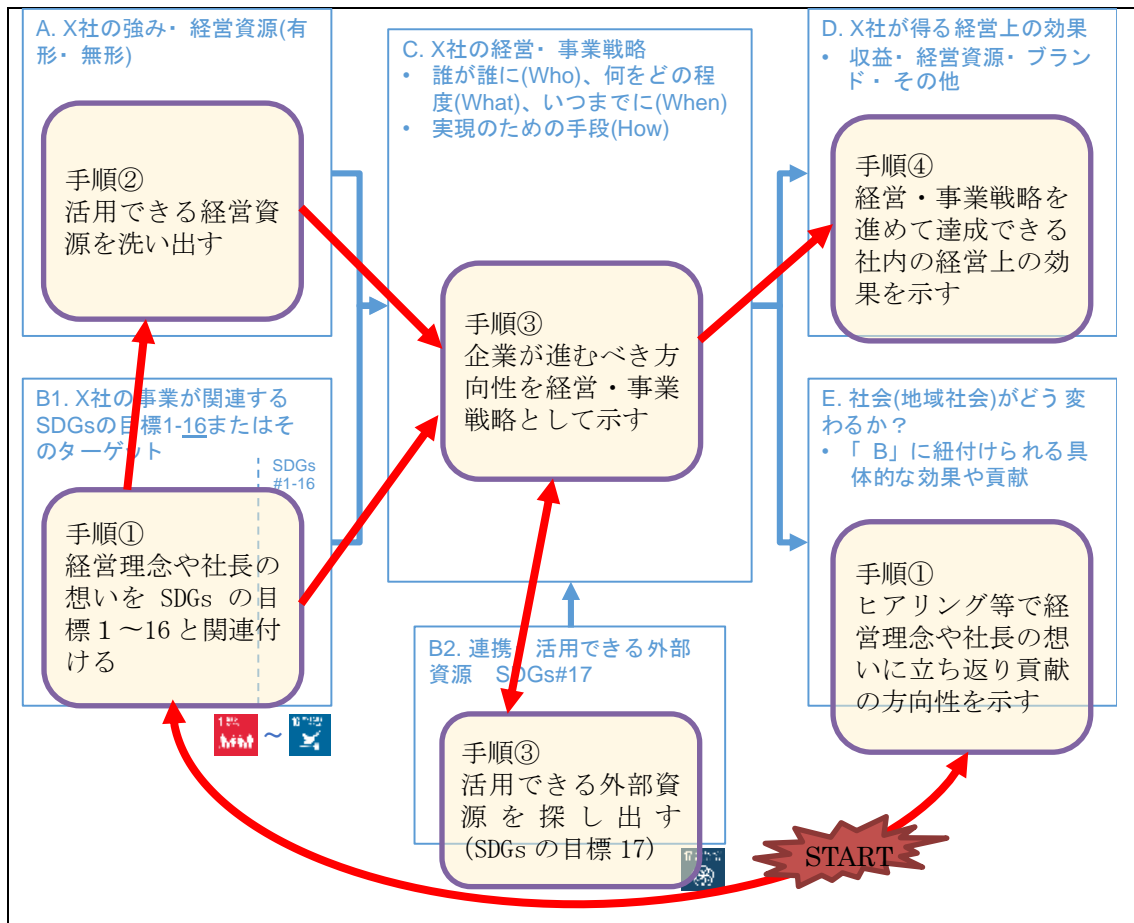 A. X社の強み・経営資源(有
形・無形)
手順②
活用できる経営資
源を洗い出す
B1. X社の事業が関連する
SDGsの目標1-16またはそ
のターゲット
SDGs
#1-16
手順①
経営理念や社長の
想いを SDGs の目
標1～16と関連付
ける
～
C. X社の経営・事業戦略
• 誰が誰に(Who)、何をどの程
度(What)、いつまでに(When)
• 実現のための手段(How)
手順③
企業が進むべき方
向性を経営・事業
戦略として示す
B2. 連携 活用できる外部
資源 SDGs#17
手順③
活用できる外部資
源を探し出す
(SDGs の目標 17)
D. X社が得る経営上の効果
• 収益・経営資源・ブラン
ド・その他
手順④
経営・事業戦略を
進めて達成できる
社内の経営上の効
果を示す
E. 社会(地域社会)がどう変
わるか？
• 「B」に紐付けられる具
体的な効果や貢献
手順①
ヒアリング等で経
営理念や社長の想
いに立ち返り貢献
の方向性を示す
START